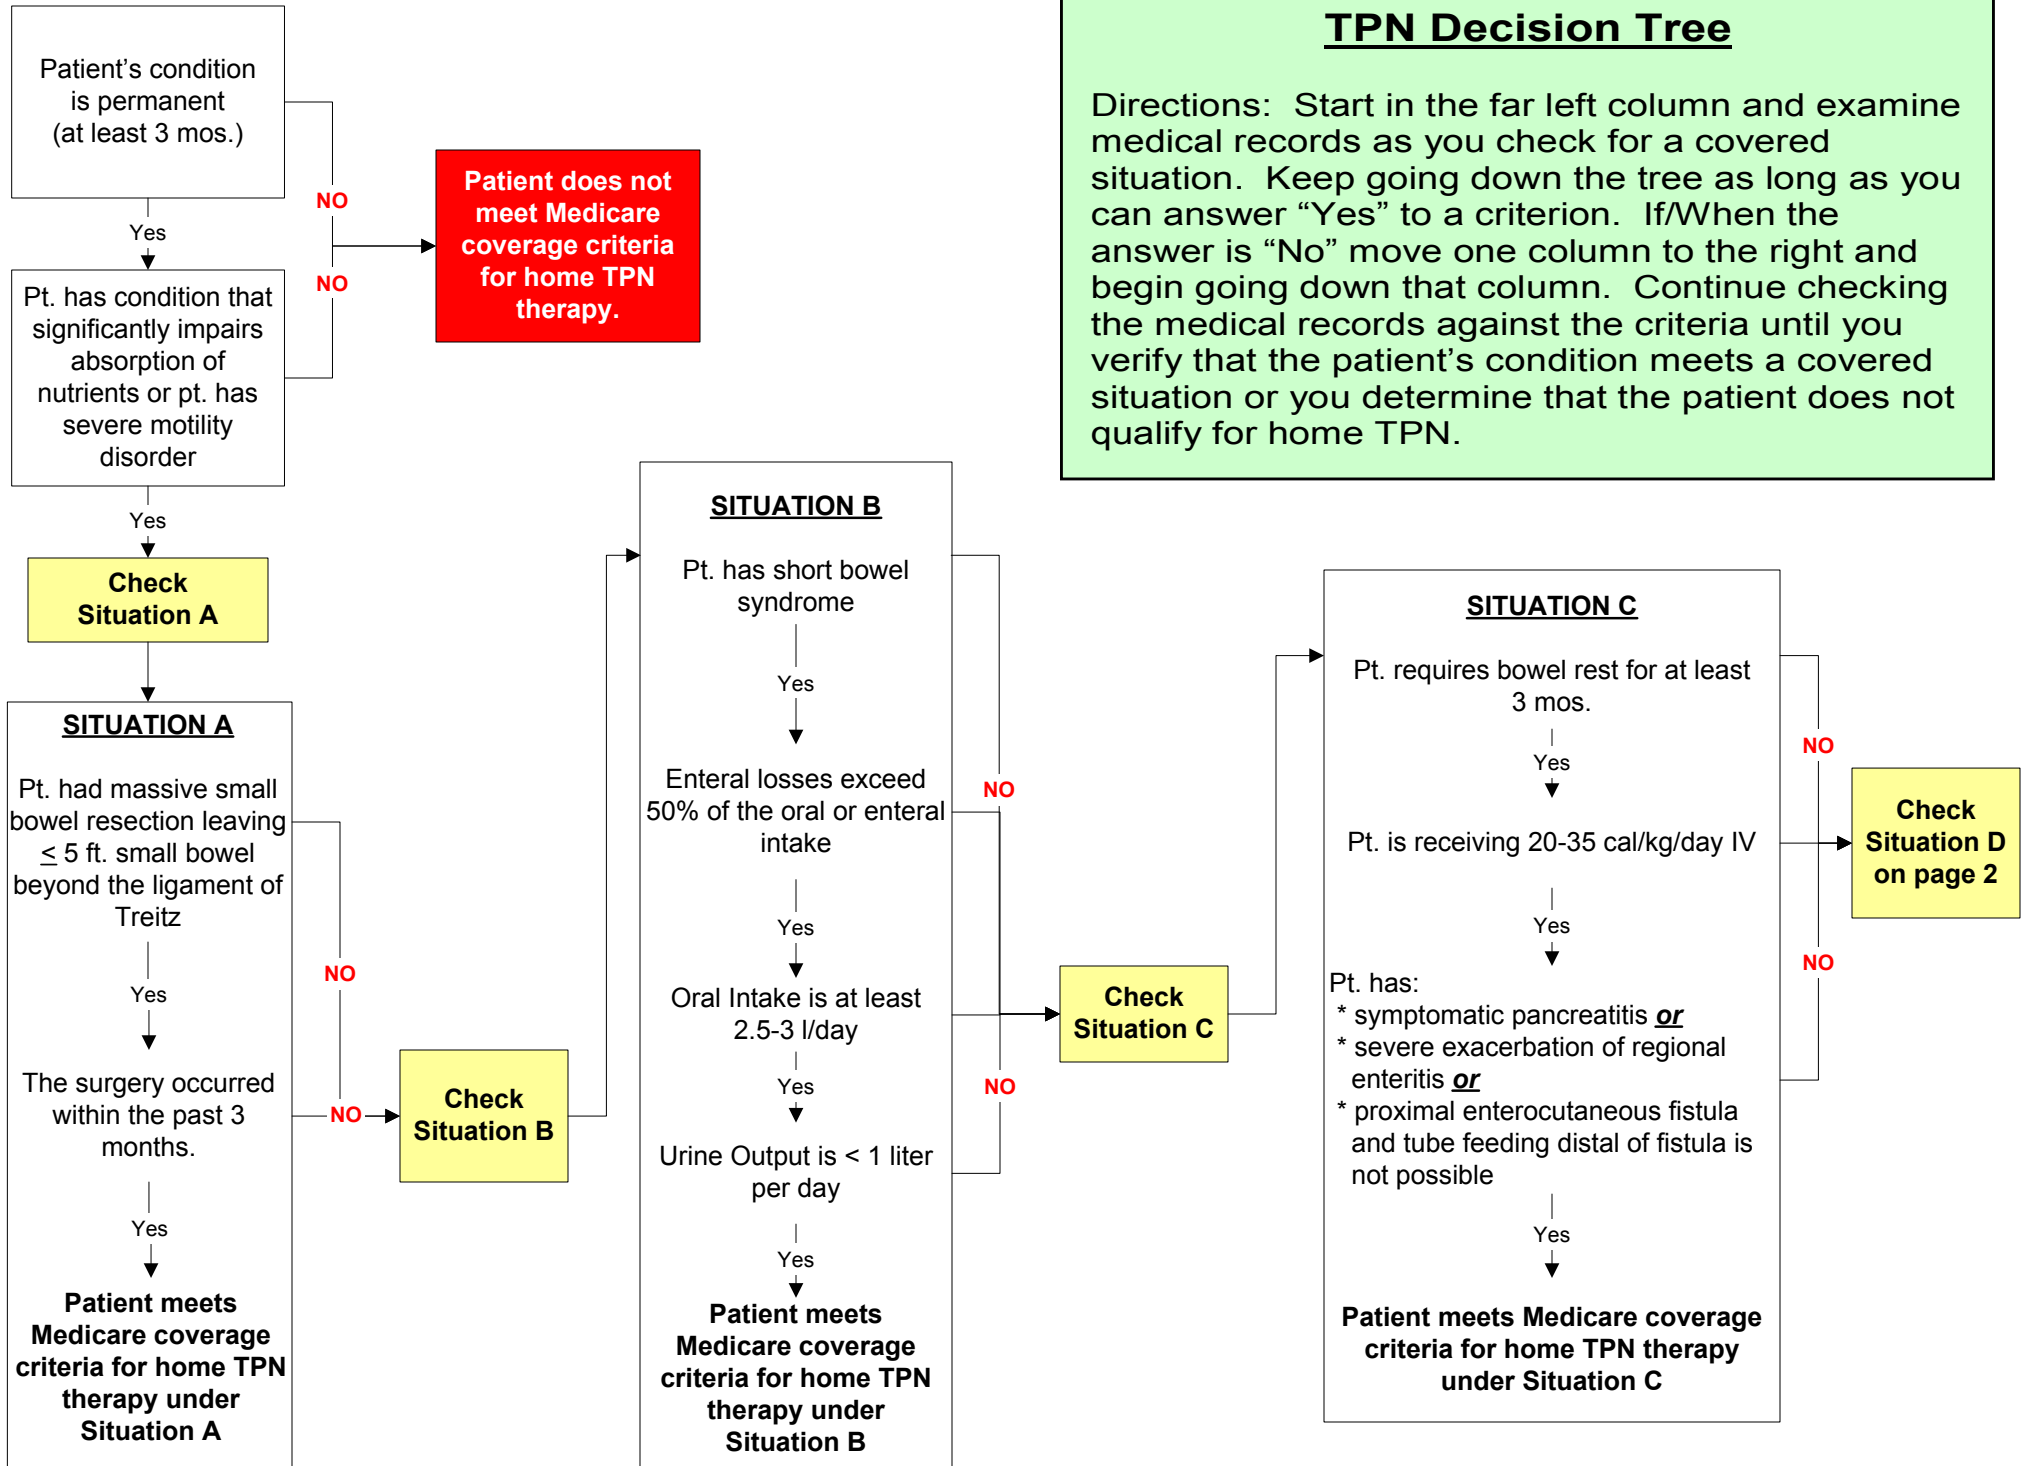 TPN Decision Tree
Directions: Start in the far left column and examine
medical records as you check for a covered
situation. Keep going down the tree as long as you
can answer “Yes” to a criterion. If/When the
answer is “No” move one column to the right and
begin going down that column. Continue checking
the medical records against the criteria until you
verify that the patient’s condition meets a covered
situation or you determine that the patient does not
qualify for home TPN.
Patient’s condition
is permanent
(at least 3 mos.)
NO
Yes
Patient does not
meet Medicare
coverage criteria
for home TPN
therapy.
NO
Pt. has condition that
significantly impairs
absorption of
nutrients or pt. has
severe motility
disorder
Yes
Check
Situation A
SITUATION A
Pt. had massive small
bowel resection leaving
≤ 5 ft. small bowel
beyond the ligament of
Treitz
NO
Yes
The surgery occurred
within the past 3
months.
NO
Yes
Patient meets
Medicare coverage
criteria for home TPN
therapy under
Situation A
Check
Situation B
SITUATION B
Pt. has short bowel
syndrome
Yes
NO
Enteral losses exceed
50% of the oral or enteral
intake
Yes
Oral Intake is at least
2.5-3 l/day
Yes
NO
Urine Output is < 1 liter
per day
Yes
Patient meets
Medicare coverage
criteria for home TPN
therapy under
Situation B
Check
Situation C
SITUATION C
Pt. requires bowel rest for at least
3 mos.
NO
Yes
Pt. is receiving 20-35 cal/kg/day IV
Yes
NO
Pt. has:
* symptomatic pancreatitis or
* severe exacerbation of regional
enteritis or
* proximal enterocutaneous fistula
and tube feeding distal of fistula is
not possible
Yes
Patient meets Medicare coverage
criteria for home TPN therapy
under Situation C
Check
Situation D
on page 2